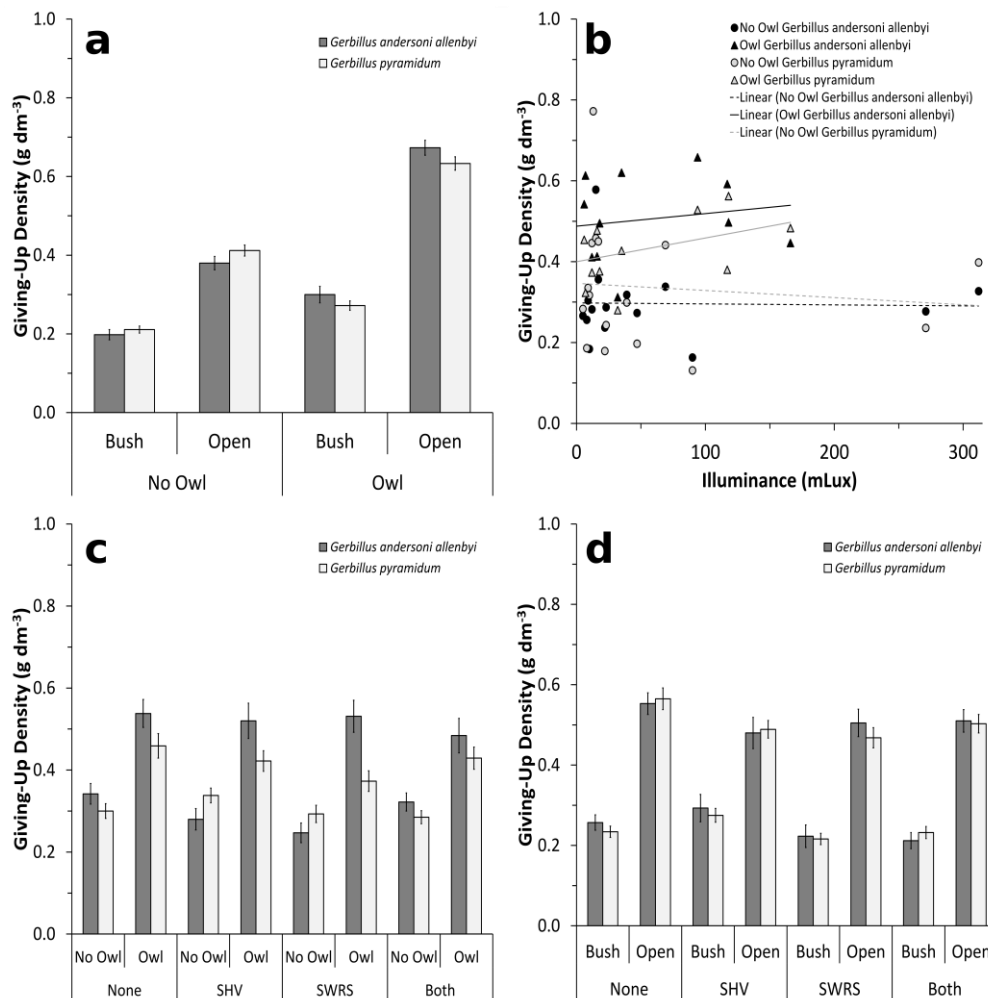 a
Giving-Up Density (g dm-3)
1.0
0.8
0.6
0.4
0.2
0.0
Gerbillus andersoni allenbyi
Gerbillus pyramidum
Bush Open Bush Open
No Owl Owl
b
Giving-Up Density (g dm-3)
1.0
0.8
0.6
0.4
0.2
0.0
No Owl Gerbillus andersoni allenbyi
Owl Gerbillus andersoni allenbyi
No Owl Gerbillus pyramidum
Owl Gerbillus pyramidum
Linear (No Owl Gerbillus andersoni allenbyi)
Linear (Owl Gerbillus andersoni allenbyi)
Linear (No Owl Gerbillus pyramidum)
0 100 200 300
Illuminance (mLux)
c
Giving-Up Density (g dm-3)
1.0
0.8
0.6
0.4
0.2
0.0
Gerbillus andersoni allenbyi
Gerbillus pyramidum
No Owl Owl No Owl Owl No Owl Owl No Owl Owl
None SHV SWRS Both
d
Giving-Up Density (g dm-3)
1.0
0.8
0.6
0.4
0.2
0.0
Gerbillus andersoni allenbyi
Gerbillus pyramidum
Bush Open Bush Open Bush Open Bush Open
None SHV SWRS Both